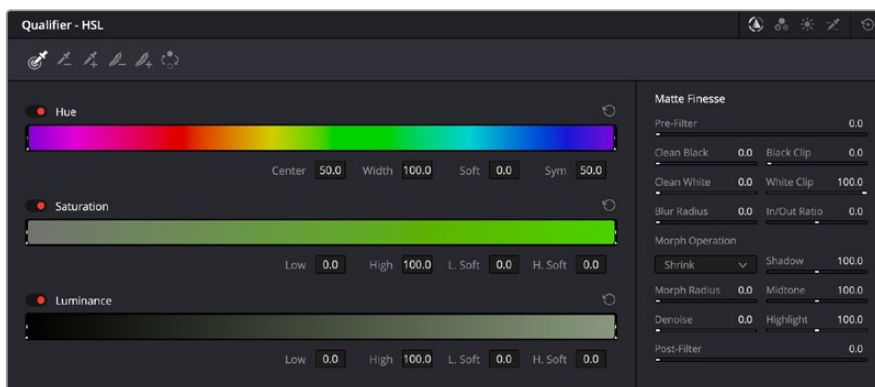 Qualifier - HSL
Hue
Center 50.0 Width 100.0 Soft 0.0 Sym 50.0
Saturation
Low 0.0 High 100.0 L. Soft 0.0 H. Soft 0.0
Luminance
Low 0.0 High 100.0 L. Soft 0.0 H. Soft 0.0
Matte Finesse
Pre-Filter 0.0
Clean Black 0.0 Black Clip 0.0
Clean White 0.0 White Clip 100.0
Blur Radius 0.0 In/Out Ratio 0.0
Morph Operation
Shrink Shadow 100.0
Morph Radius 0.0 Midtone 100.0
Denoise 0.0 Highlight 100.0
Post-Filter 0.0